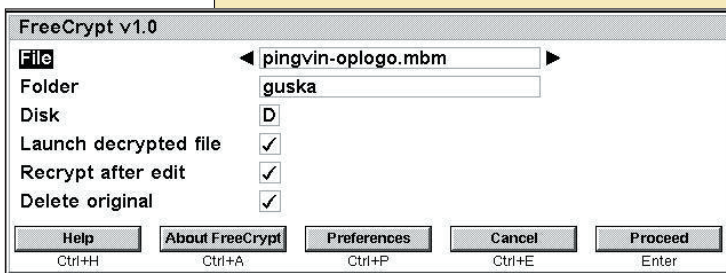 FreeCrypt v1.0
File pingvin-oplogo.mbm
Folder guska
Disk D
Launch decrypted file ✓
Recrypt after edit ✓
Delete original ✓
Help About FreeCrypt Preferences Cancel Proceed
Ctrl+H Ctrl+A Ctrl+P Ctrl+E Enter